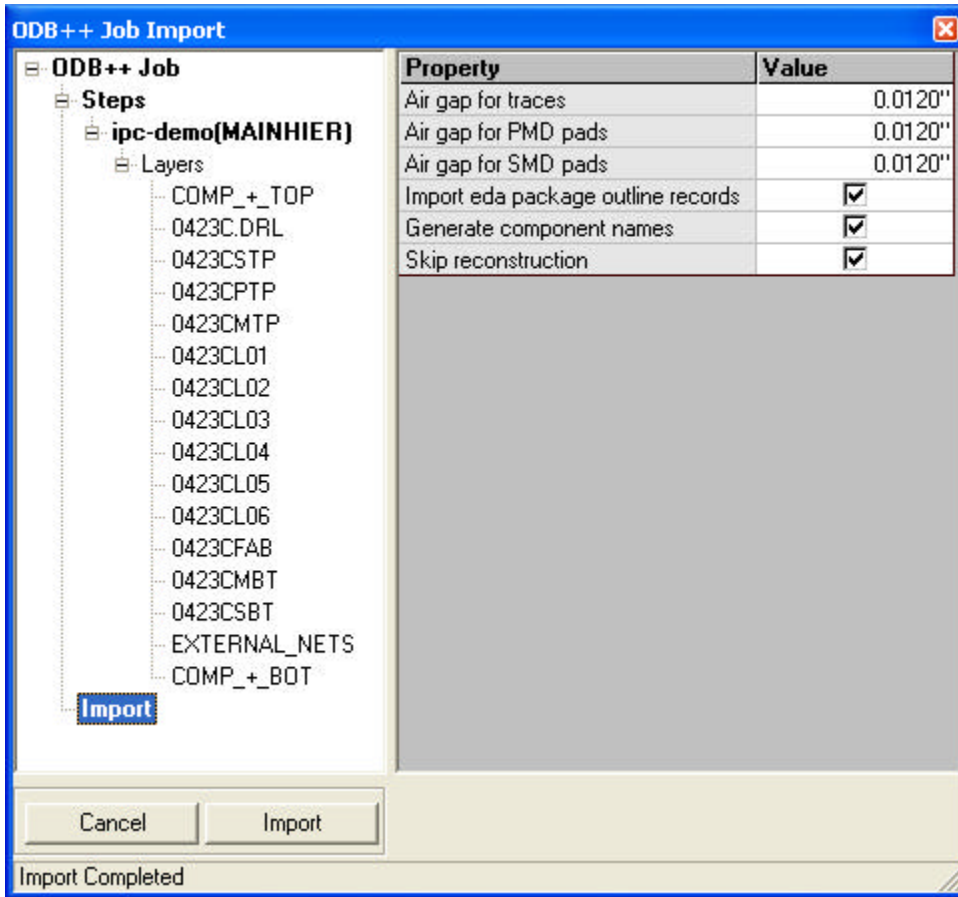 ODB++ Job Import
ODB++ Job
Steps
ipc-demo(MAINHIER)
Layers
COMP_+_TOP
0423C.DRL
0423CSTP
0423CPTP
0423CMTP
0423CL01
0423CL02
0423CL03
0423CL04
0423CL05
0423CL06
0423CFAB
0423CMBT
0423CSBT
EXTERNAL_NETS
COMP_+_BOT
Import
Property Value
Air gap for traces 0.0120"
Air gap for PMD pads 0.0120"
Air gap for SMD pads 0.0120"
Import eda package outline records
Generate component names
Skip reconstruction
Cancel Import
Import Completed